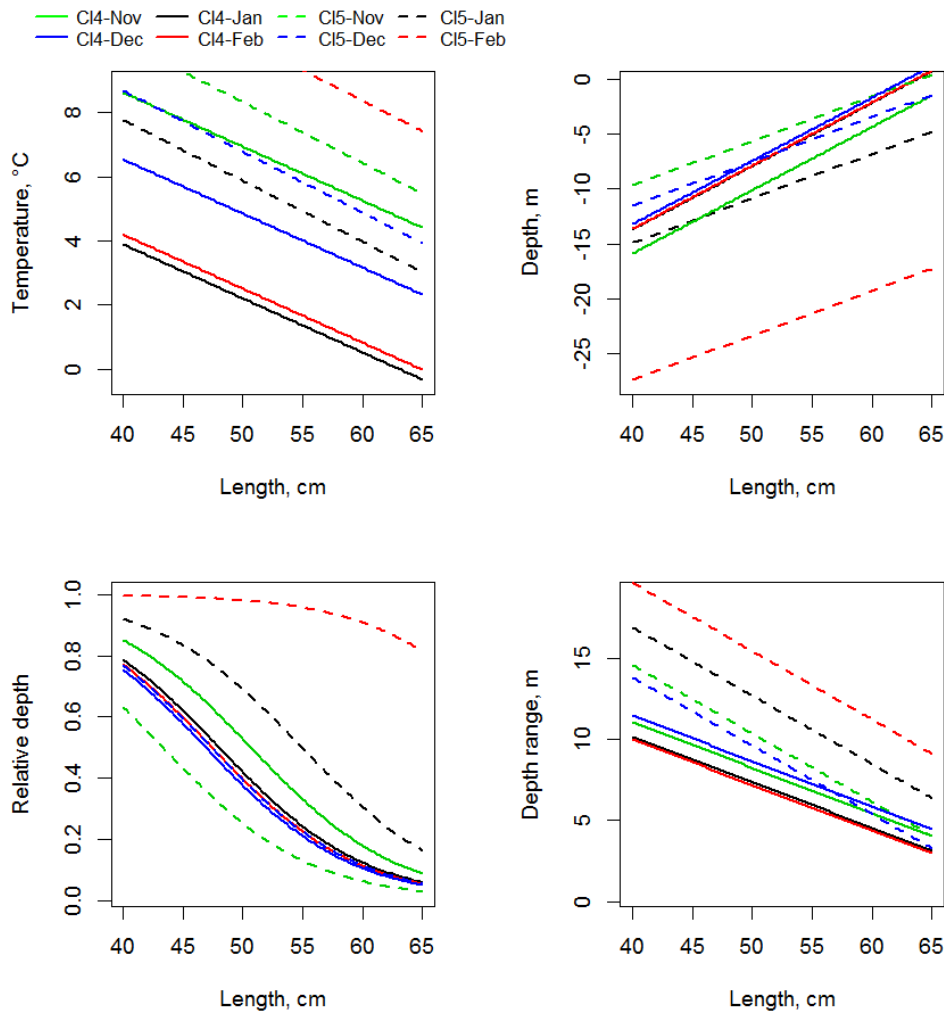 Cl4-Nov Cl4-Jan Cl5-Nov Cl5-Jan
Cl4-Dec Cl4-Feb Cl5-Dec Cl5-Feb
Temperature, °C
8
6
4
2
0
40 45 50 55 60 65
Length, cm
Depth, m
0
-5
-10
-15
-20
-25
40 45 50 55 60 65
Length, cm
Relative depth
1.0
0.8
0.6
0.4
0.2
0.0
40 45 50 55 60 65
Length, cm
Depth range, m
15
10
5
0
40 45 50 55 60 65
Length, cm